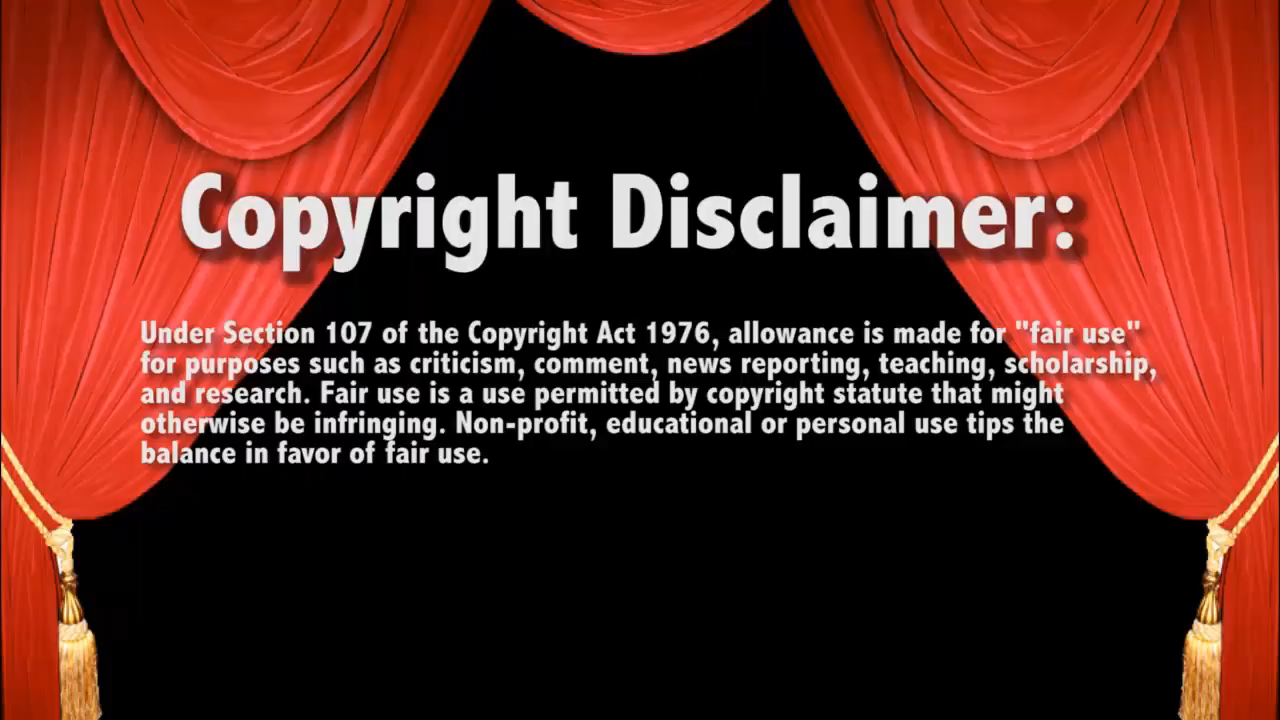 Copyright Disclaimer:
Under Section 107 of the Copyright Act 1976, allowance is made for "fair use"
for purposes such as criticism, comment, news reporting, teaching, scholarship,
and research. Fair use is a use permitted by copyright statute that might
otherwise be infringing. Non-profit, educational or personal use tips the
balance in favor of fair use.